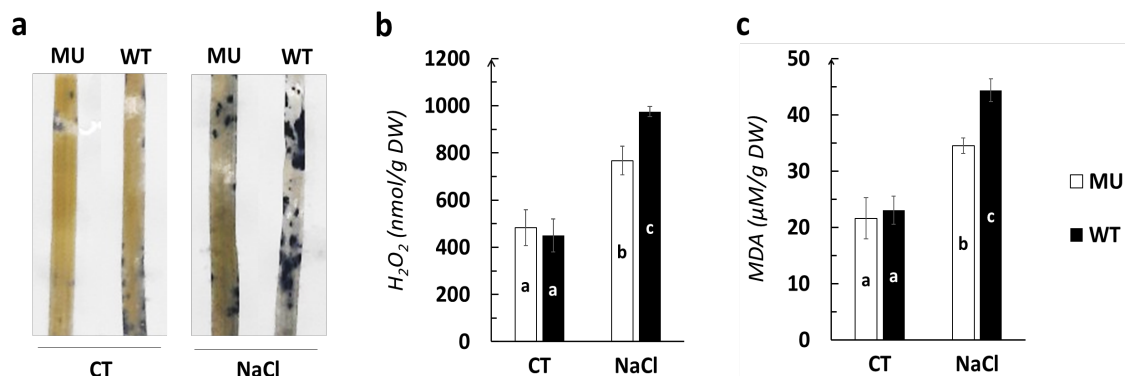 a
MU WT MU WT
CT NaCl
b
H₂O₂ (nmol/g DW)
1200
1000
800
600
400
200
0
a a b c
CT NaCl
c
MDA (µM/g DW)
50
40
30
20
10
0
a a b c
CT NaCl
MU
WT